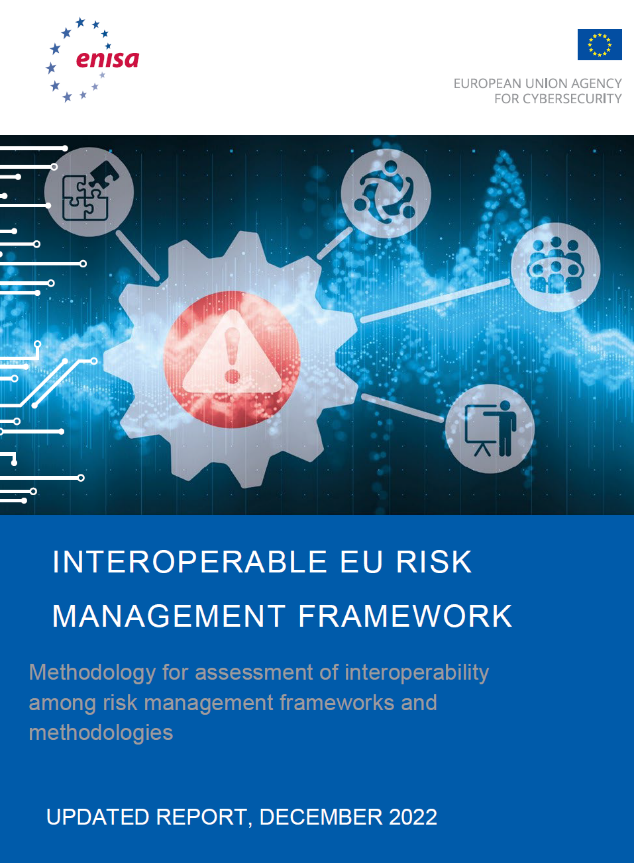 enisa
EUROPEAN UNION AGENCY
FOR CYBERSECURITY
INTEROPERABLE EU RISK
MANAGEMENT FRAMEWORK
Methodology for assessment of interoperability
among risk management frameworks and
methodologies
UPDATED REPORT, DECEMBER 2022